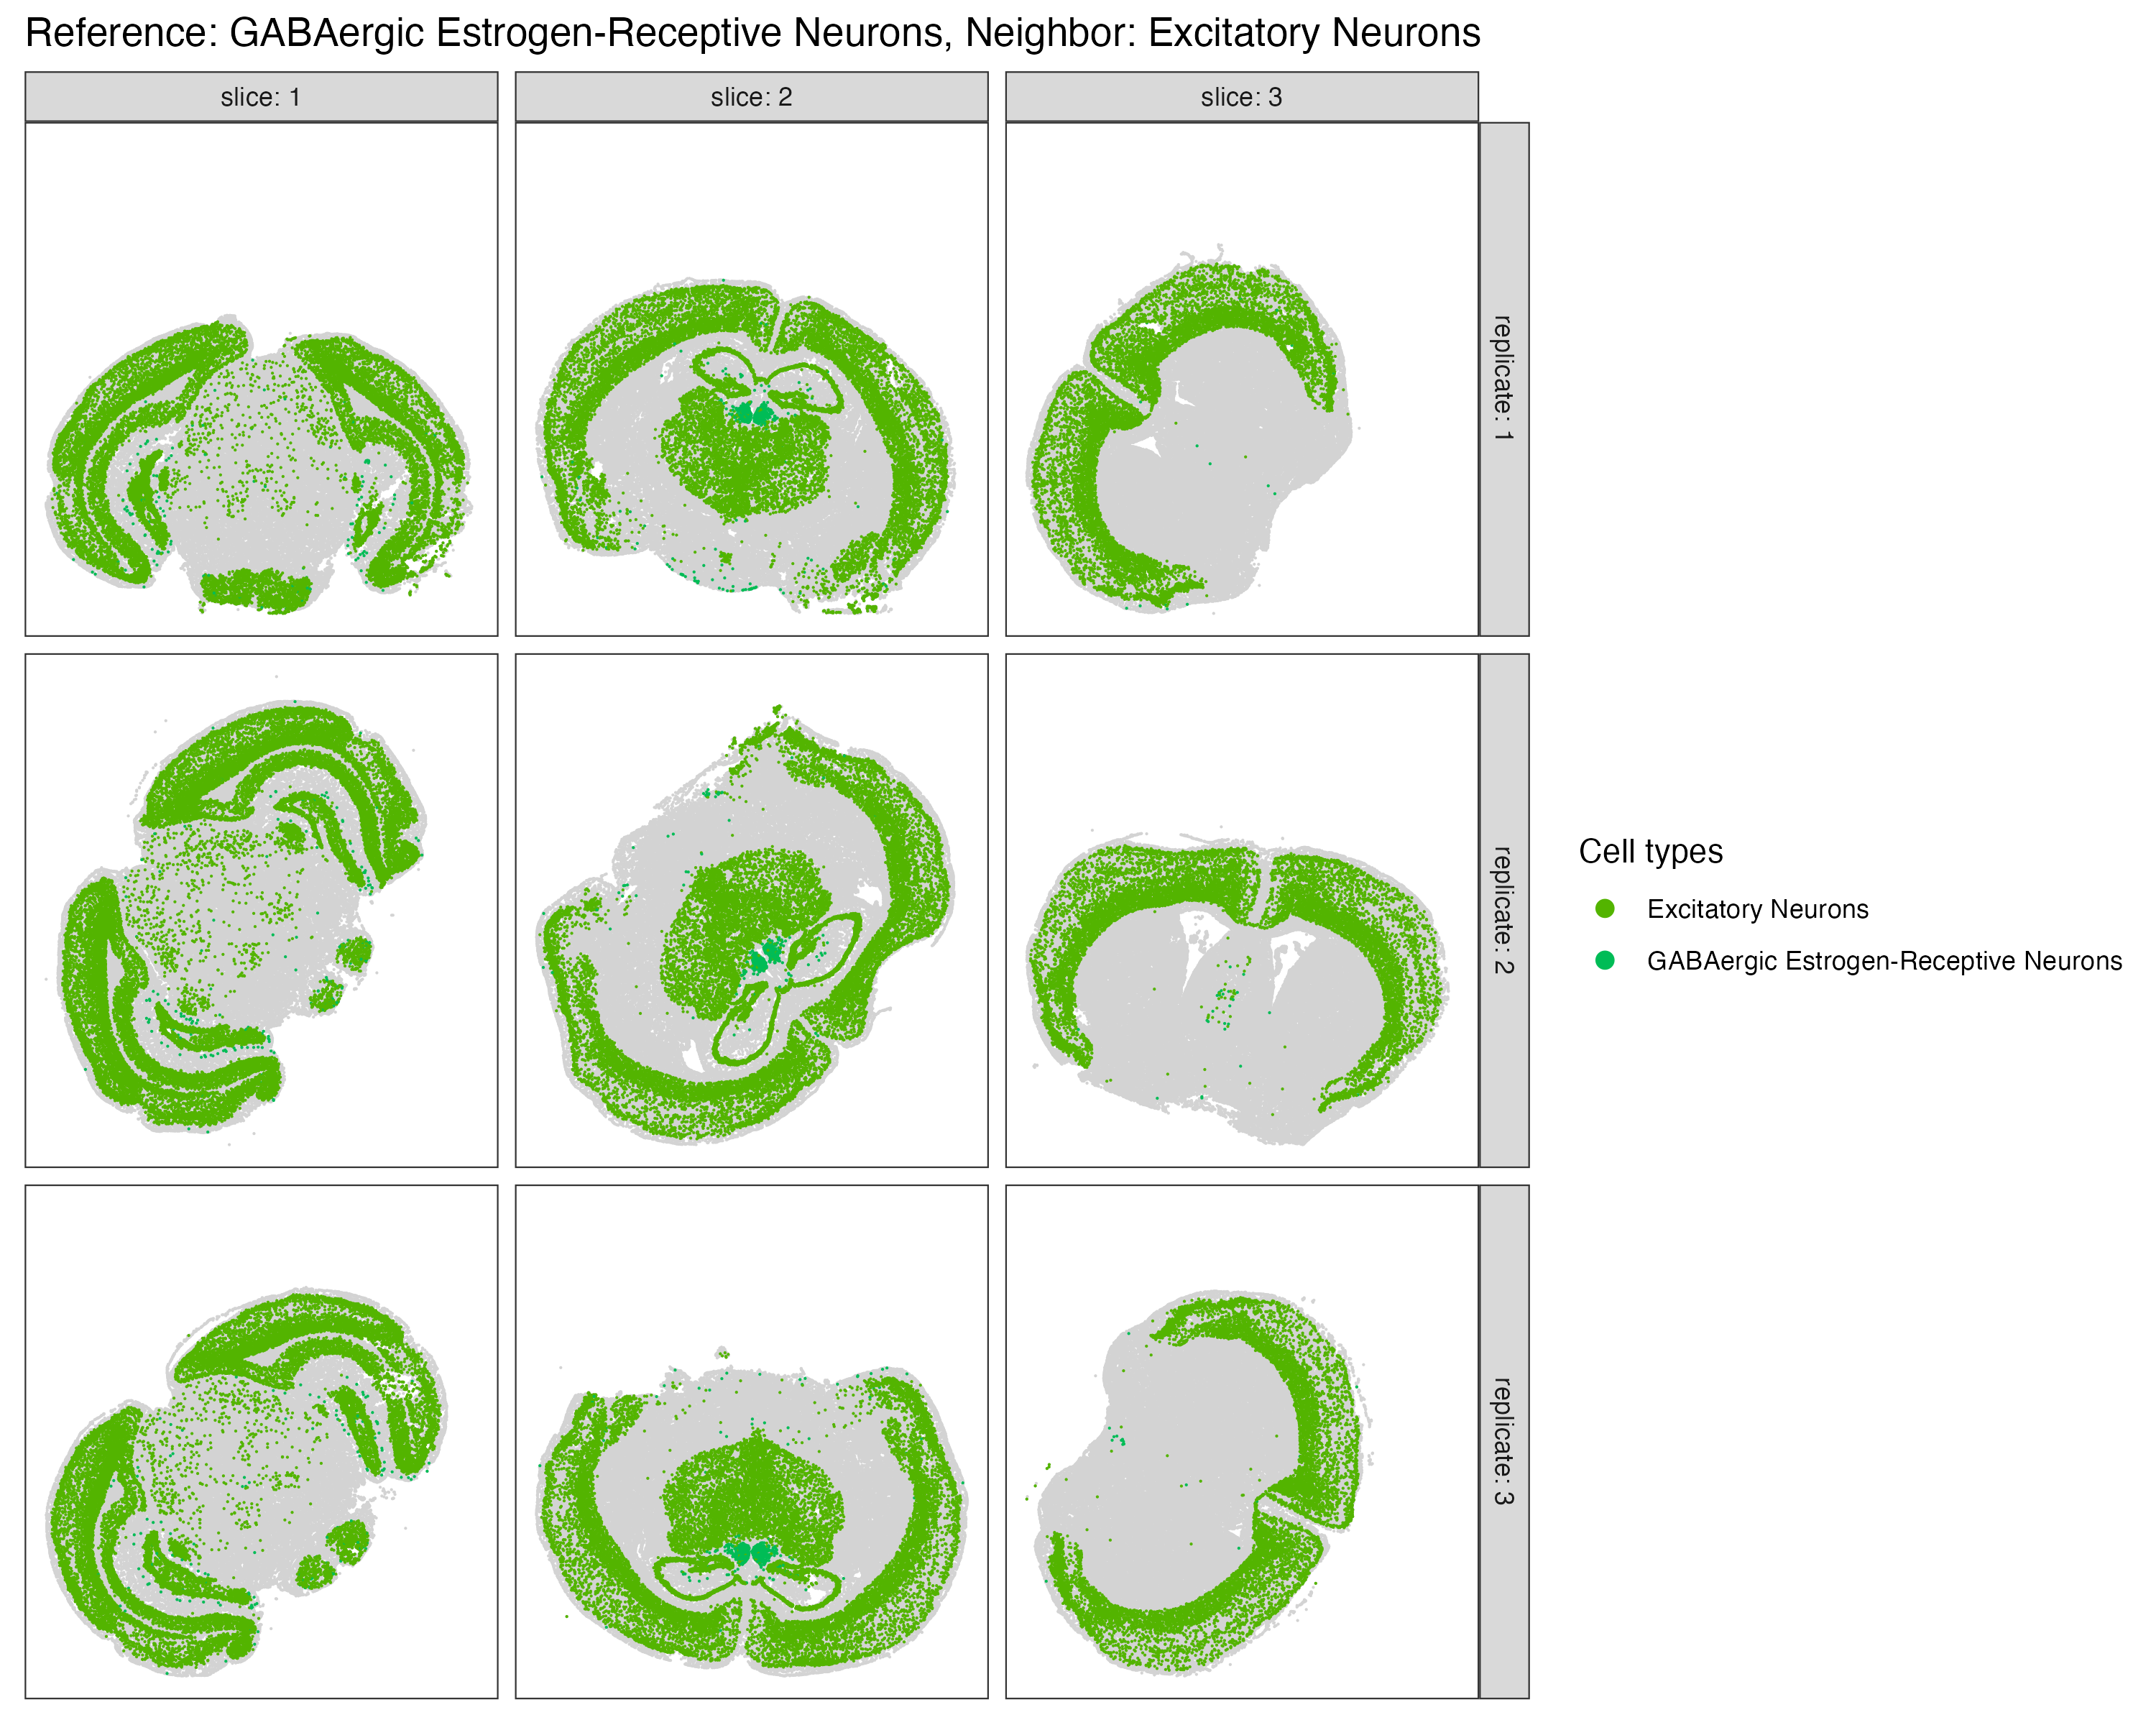 Reference: GABAergic Estrogen-Receptive Neurons, Neighbor: Excitatory Neurons
slice: 1
slice: 2
slice: 3
replicate: 1
replicate: 2
replicate: 3
Cell types
Excitatory Neurons
GABAergic Estrogen-Receptive Neurons